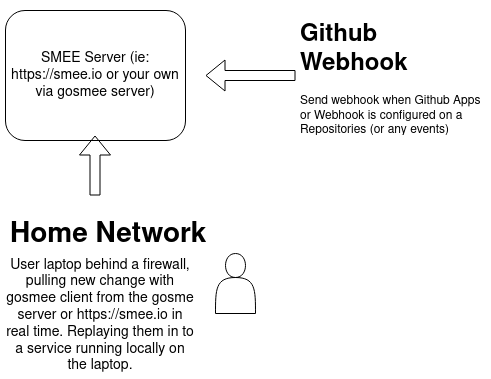 SMEE Server (ie:
https://smee.io or your own
via gosmee server)
Github
Webhook
Send webhook when Github Apps
or Webhook is configured on a
Repositories (or any events)
Home Network
User laptop behind a firewall,
pulling new change with
gosmee client from the gosme
server or https://smee.io in
real time. Replaying them in to
a service running locally on
the laptop.